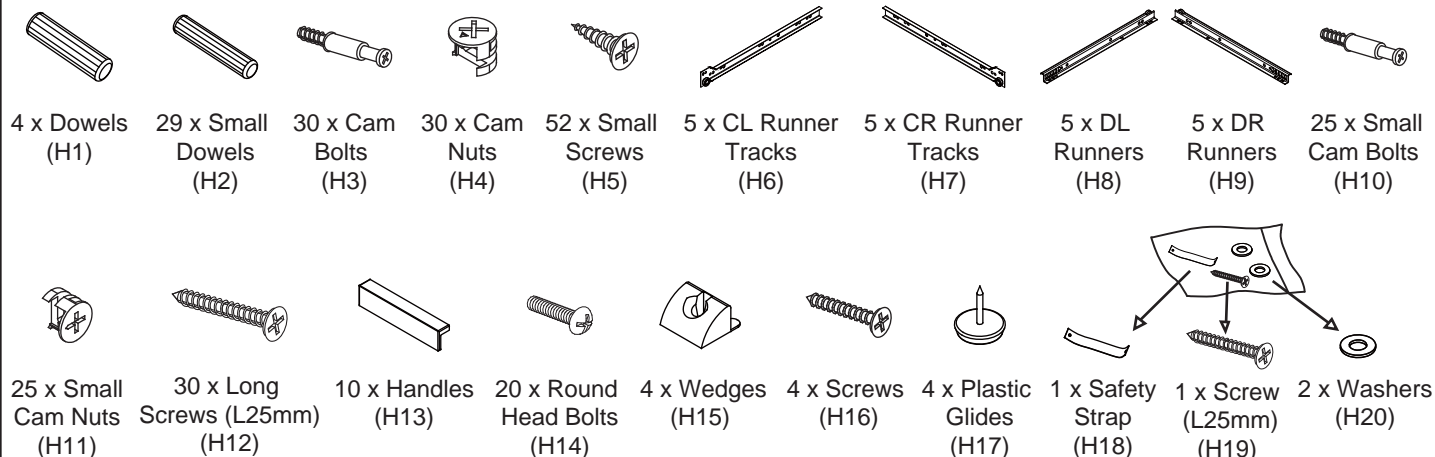 4 x Dowels
(H1)
29 x Small
Dowels
(H2)
30 x Cam
Bolts
(H3)
30 x Cam
Nuts
(H4)
52 x Small
Screws
(H5)
5 x CL Runner
Tracks
(H6)
5 x CR Runner
Tracks
(H7)
5 x DL
Runners
(H8)
5 x DR
Runners
(H9)
25 x Small
Cam Bolts
(H10)
25 x Small
Cam Nuts
(H11)
30 x Long
Screws (L25mm)
(H12)
10 x Handles
(H13)
20 x Round
Head Bolts
(H14)
4 x Wedges
(H15)
4 x Screws
(H16)
4 x Plastic
Glides
(H17)
1 x Safety
Strap
(H18)
1 x Screw
(L25mm)
(H19)
2 x Washers
(H20)